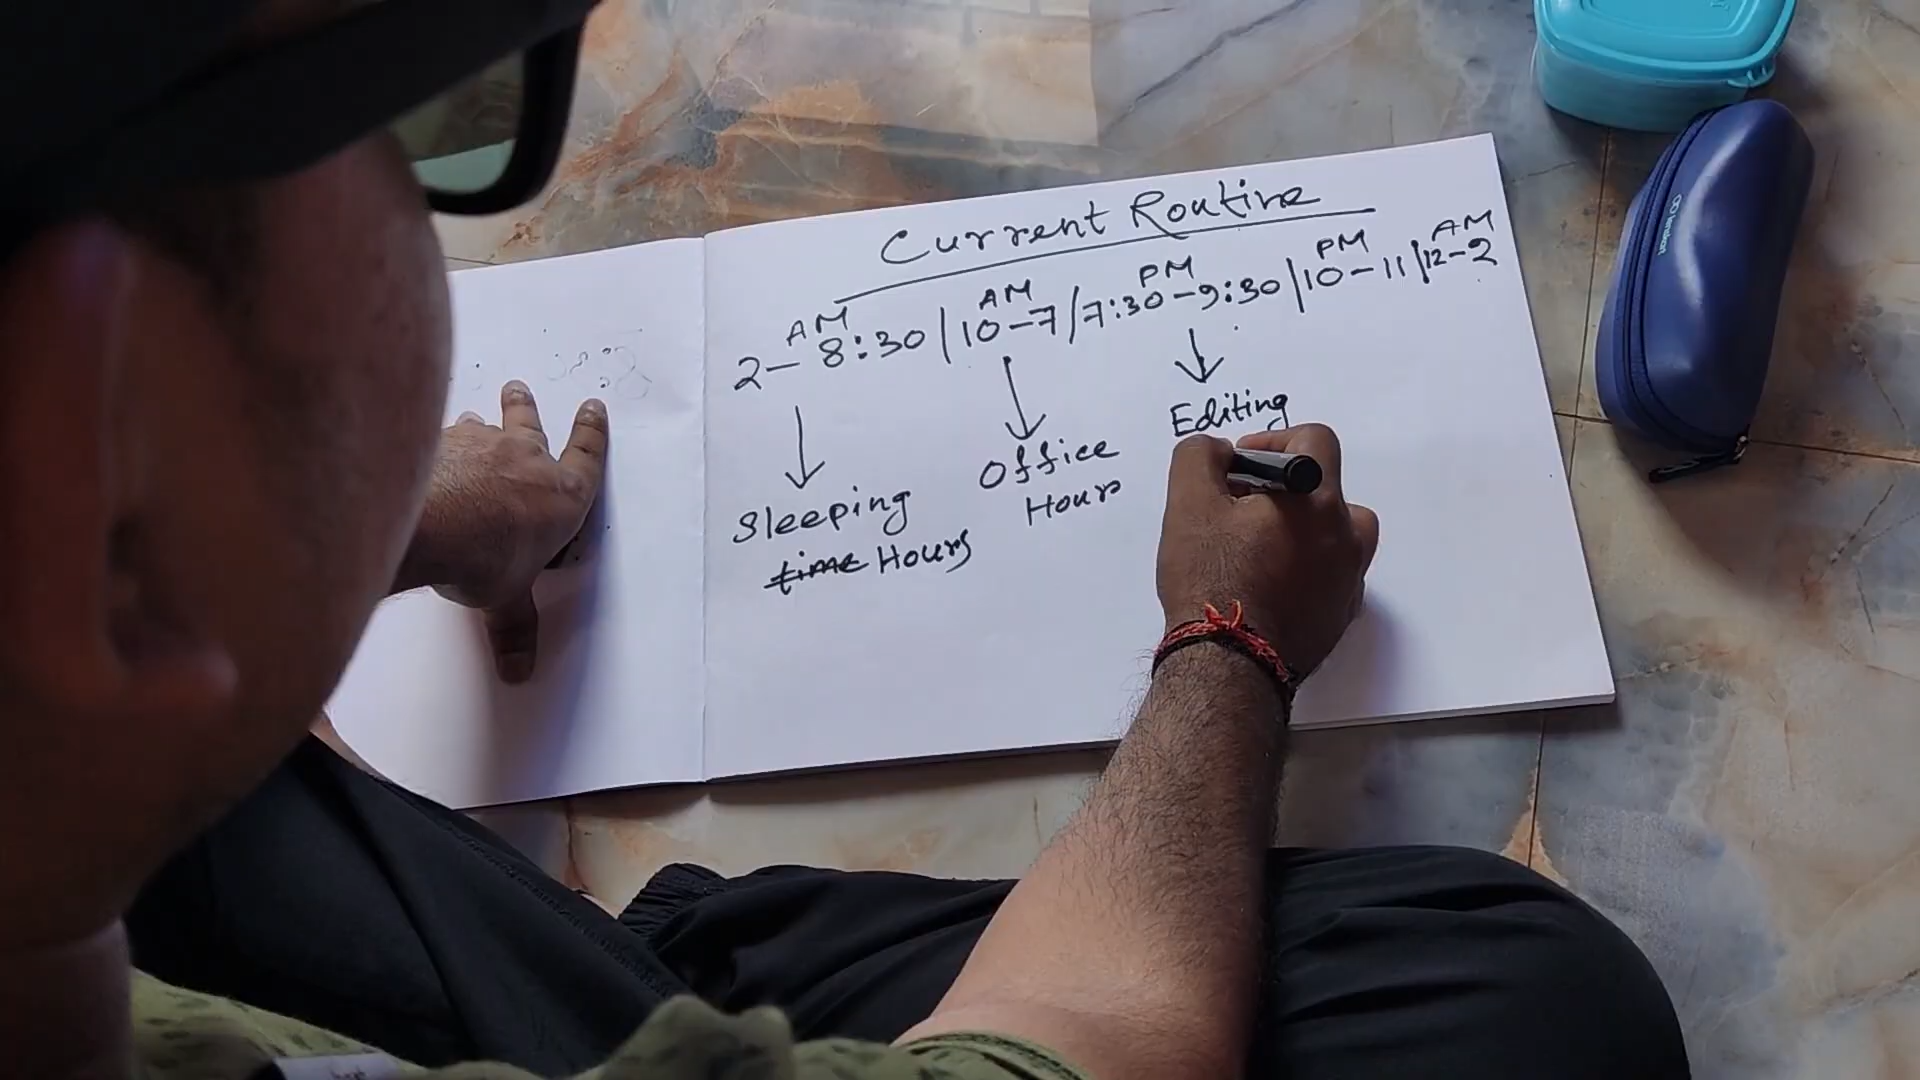 Current Routine
AM AM PM PM AM
2-8:30 | 10-7 / 7:30-9:30 | 10-11 | 12-2
Sleeping
time Hours
Office
Hour
Editing